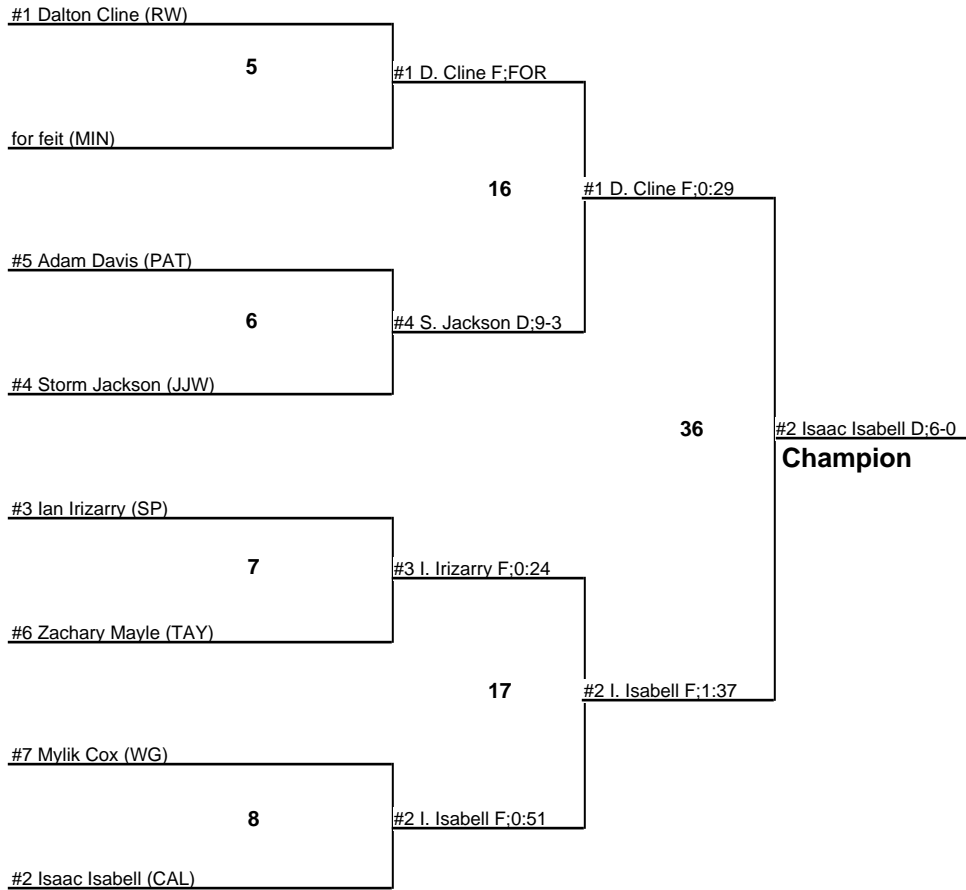 #1 Dalton Cline (RW)
5
#1 D. Cline F;FOR
for feit (MIN)
16
#1 D. Cline F;0:29
#5 Adam Davis (PAT)
6
#4 S. Jackson D;9-3
#4 Storm Jackson (JJW)
36
#2 Isaac Isabell D;6-0
Champion
#3 Ian Irizarry (SP)
7
#3 I. Irizarry F;0:24
#6 Zachary Mayle (TAY)
17
#2 I. Isabell F;1:37
#7 Mylik Cox (WG)
8
#2 I. Isabell F;0:51
#2 Isaac Isabell (CAL)